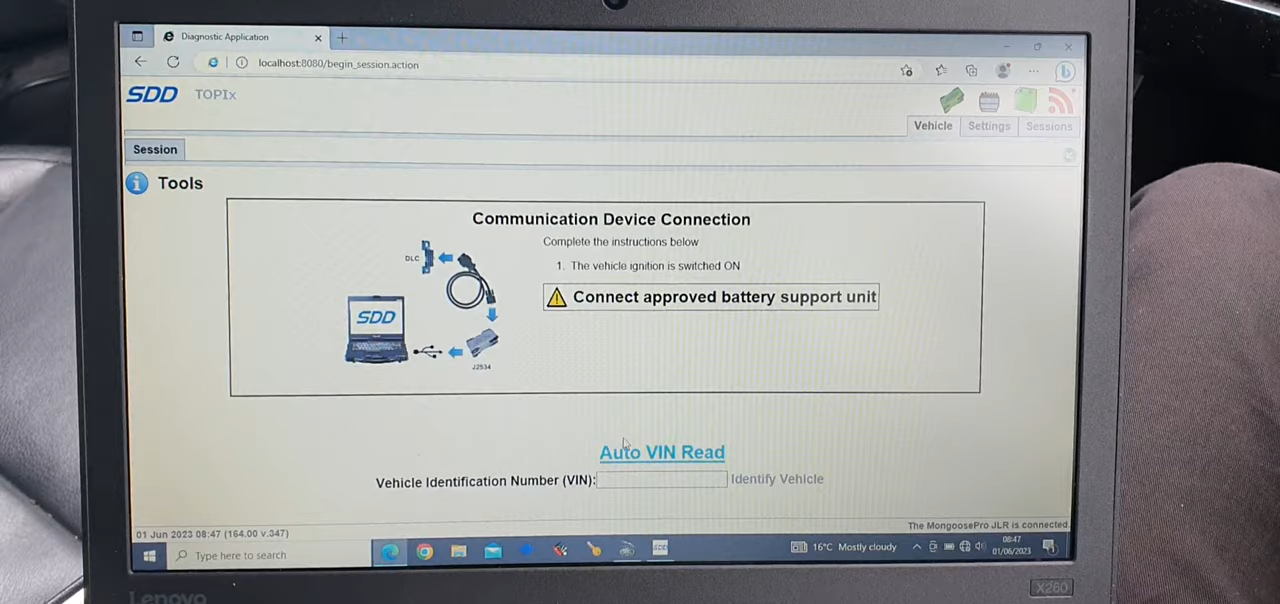 Diagnostic Application
localhost:8080/begin_session.action
SDD TOPIx
Vehicle Settings Sessions
Session
Tools
Communication Device Connection
Complete the instructions below
DLC
1. The vehicle ignition is switched ON
Connect approved battery support unit
SDD
J2534
Auto VIN Read
Vehicle Identification Number (VIN): Identify Vehicle
The MongoosePro JLR is connected.
01 Jun 2023 08:47 (164.00 v.347)
Type here to search
SDD
16°C Mostly cloudy
08:47
01/06/2023
Lenovo
X260